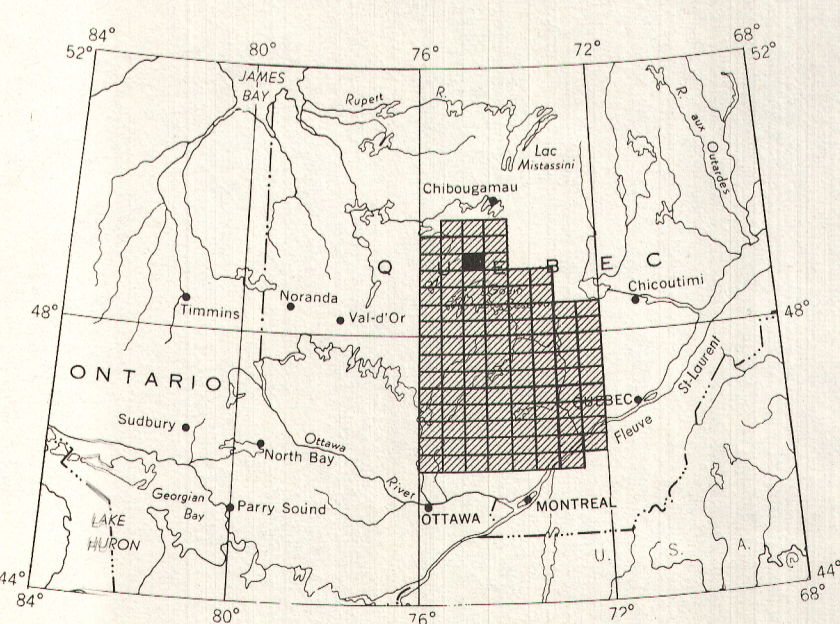 84°
80°
76°
72°
68°
52°
52°
JAMES
BAY
Rupert R.
R. aux Outardes
Lac
Mistassini
Chibougamau
Q U E B E C
Chicoutimi
Timmins
Noranda
Val-d'Or
48°
48°
ONTARIO
QUEBEC
Fleuve St-Laurent
Sudbury
North Bay
Ottawa River
Georgian
Bay
Parry Sound
OTTAWA
MONTREAL
LAKE
HURON
U. S. A.
44°
44°
84°
80°
76°
72°
68°